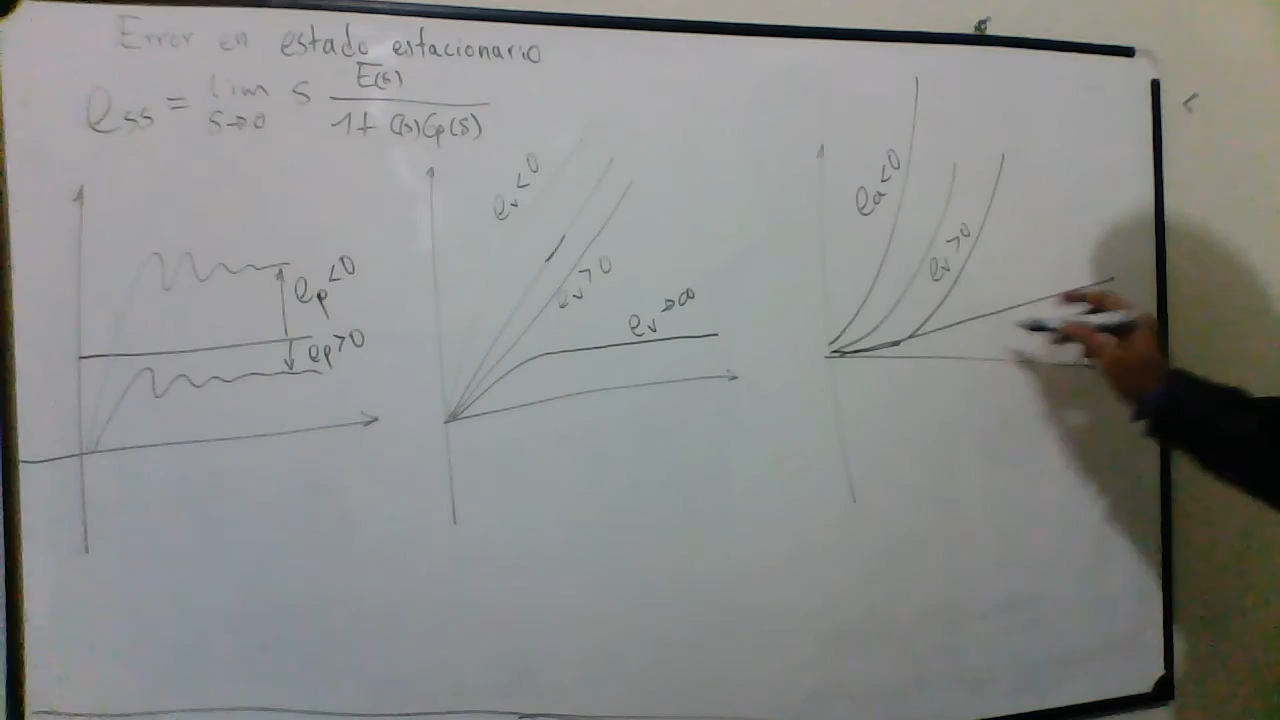 Error en estado estacionario
ess = lim s→0 s E(s) / 1+ C(s)Gp(s)
ep<0
ep>0
ev<0
ev>0
ev→∞
ea<0
ev>0